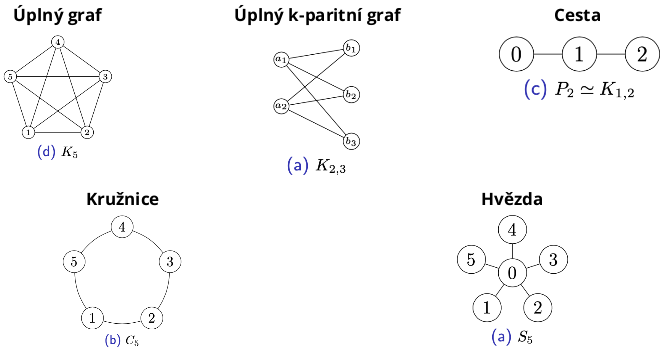 Úplný graf
4
5
3
1
2
(d) K₅
Úplný k-paritní graf
a₁
b₁
a₂
b₂
b₃
(a) K₂,₃
Cesta
0 1 2
(c) P₂ ≃ K₁,₂
Kružnice
4
5
3
1
2
(b) C₅
Hvězda
4
5
3
0
1
2
(a) S₅